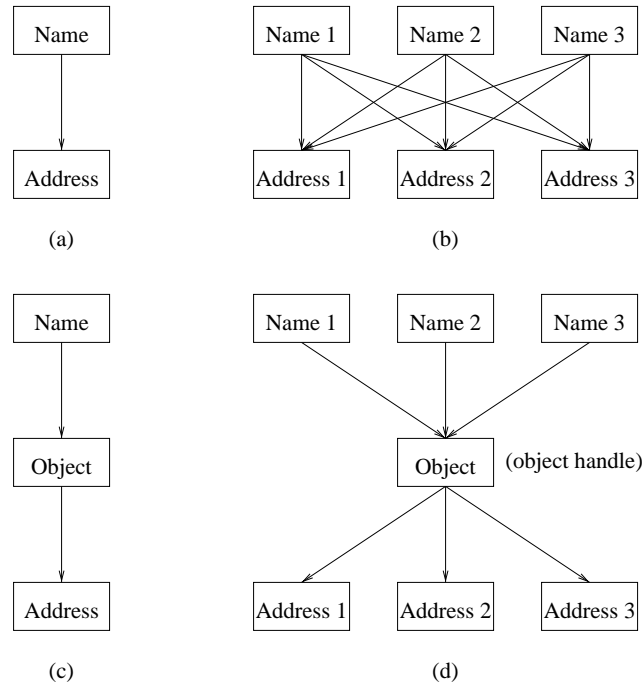 Name
Name 1
Name 2
Name 3
Address
Address 1
Address 2
Address 3
(a)
(b)
Name
Name 1
Name 2
Name 3
Object
Object
(object handle)
Address
Address 1
Address 2
Address 3
(c)
(d)